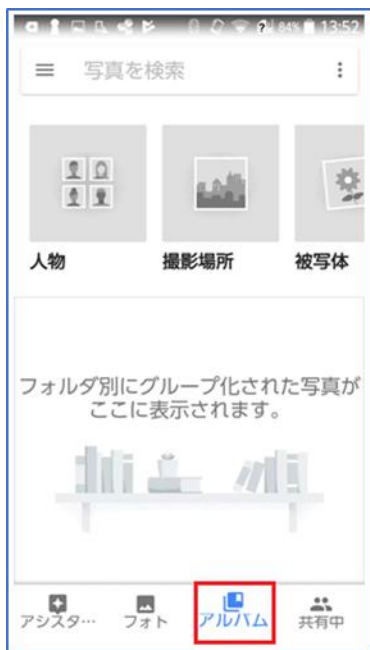 84% 13:52
写真を検索
人物 撮影場所 被写体
フォルダ別にグループ化された写真が
ここに表示されます。
アシスタ… フォト アルバム 共有中